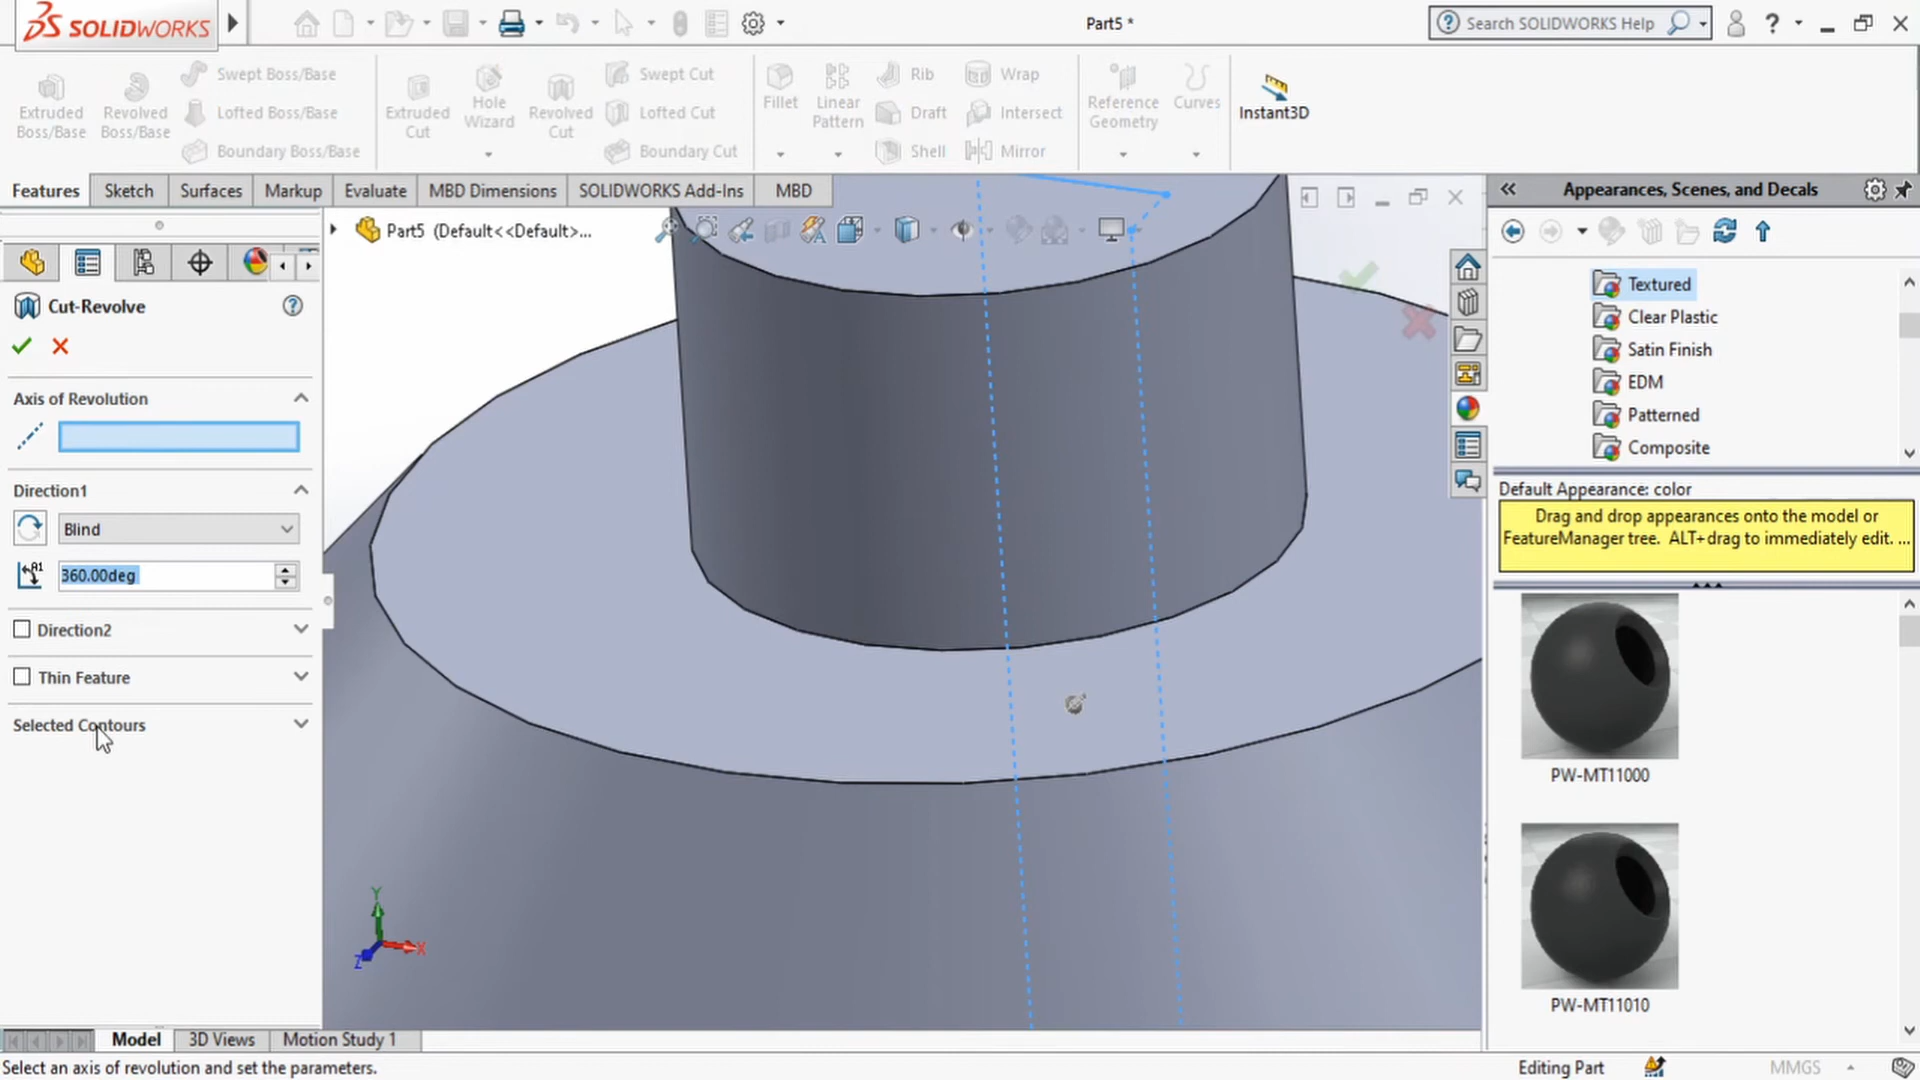 SOLIDWORKS
Part5 *
Search SOLIDWORKS Help
Extruded Boss/Base
Revolved Boss/Base
Swept Boss/Base
Lofted Boss/Base
Boundary Boss/Base
Extruded Cut
Hole Wizard
Revolved Cut
Swept Cut
Lofted Cut
Boundary Cut
Fillet
Linear Pattern
Rib
Draft
Shell
Wrap
Intersect
Mirror
Reference Geometry
Curves
Instant3D
Features
Sketch
Surfaces
Markup
Evaluate
MBD Dimensions
SOLIDWORKS Add-Ins
MBD
Part5 (Default<<Default>...
Cut-Revolve
Axis of Revolution
Direction1
Blind
360.00deg
Direction2
Thin Feature
Selected Contours
Y
X
Z
Appearances, Scenes, and Decals
Textured
Clear Plastic
Satin Finish
EDM
Patterned
Composite
Default Appearance: color
Drag and drop appearances onto the model or
FeatureManager tree. ALT+drag to immediately edit. ...
PW-MT11000
PW-MT11010
Model
3D Views
Motion Study 1
Select an axis of revolution and set the parameters.
Editing Part
MMGS